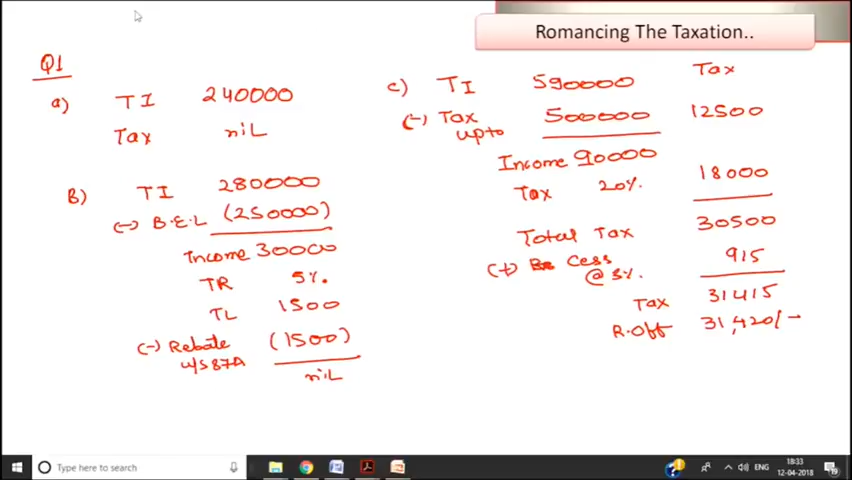 Romancing The Taxation..
Q1
a) TI 240000
Tax nil
B) TI 280000
(-) B.E.L (250000)
Income 30000
TR 5%.
TL 1500
(-) Rebate (1500)
u/s 87A
nil
c) TI 590000 Tax
(-) Tax 500000 12500
upto
Income 90000
Tax 20%. 18000
Total Tax 30500
(+) Cess 915
@ 3%.
Tax 31415
R.Off 31,420/-
Type here to search
ENG
18:33
12-04-2018